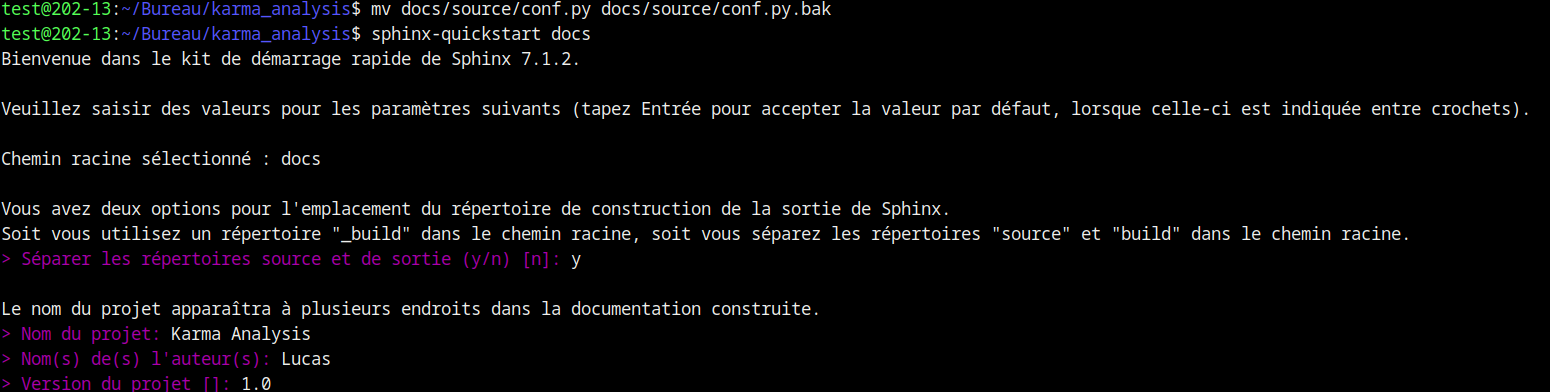 test@202-13:~/Bureau/karma_analysis$ mv docs/source/conf.py docs/source/conf.py.bak
test@202-13:~/Bureau/karma_analysis$ sphinx-quickstart docs
Bienvenue dans le kit de démarrage rapide de Sphinx 7.1.2.
Veuillez saisir des valeurs pour les paramètres suivants (tapez Entrée pour accepter la valeur par défaut, lorsque celle-ci est indiquée entre crochets).
Chemin racine sélectionné : docs
Vous avez deux options pour l'emplacement du répertoire de construction de la sortie de Sphinx.
Soit vous utilisez un répertoire "_build" dans le chemin racine, soit vous séparez les répertoires "source" et "build" dans le chemin racine.
> Séparer les répertoires source et de sortie (y/n) [n]: y
Le nom du projet apparaîtra à plusieurs endroits dans la documentation construite.
> Nom du projet: Karma Analysis
> Nom(s) de(s) l'auteur(s): Lucas
> Version du projet []: 1.0